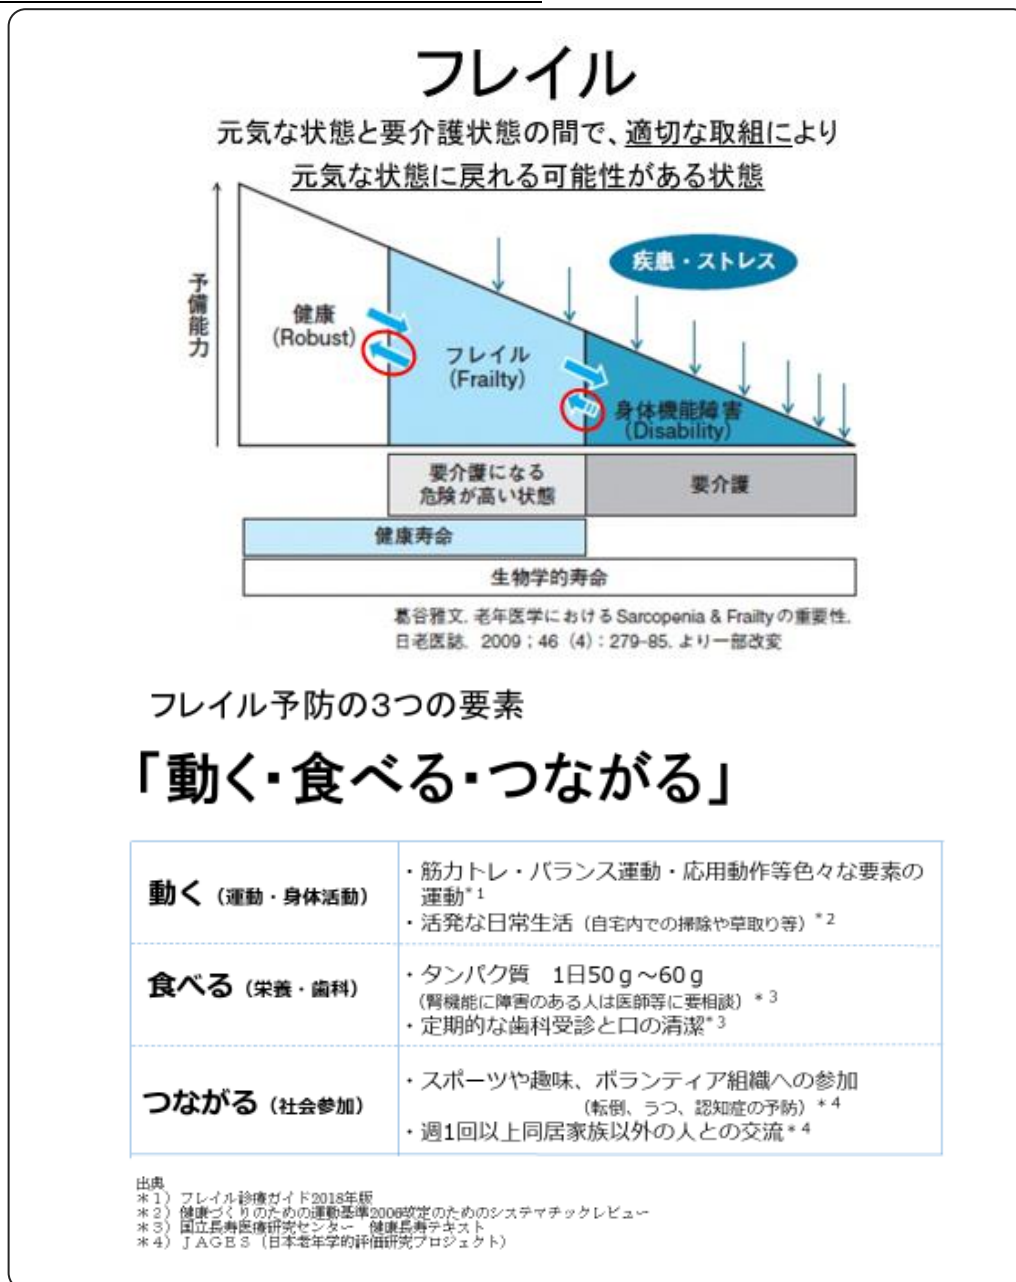 フレイル
元気な状態と要介護状態の間で、適切な取組により
元気な状態に戻れる可能性がある状態
予備能力
疾患・ストレス
健康
(Robust)
フレイル
(Frailty)
身体機能障害
(Disability)
要介護になる
危険が高い状態
要介護
健康寿命
生物学的寿命
葛谷雅文. 老年医学における Sarcopenia & Frailty の重要性.
日老医誌. 2009；46（4）：279-85. より一部改変
フレイル予防の3つの要素
「動く・食べる・つながる」
動く（運動・身体活動）
・筋力トレ・バランス運動・応用動作等色々な要素の
運動*1
・活発な日常生活（自宅内での掃除や草取り等）*2
食べる（栄養・歯科）
・タンパク質　1日50ｇ～60ｇ
（腎機能に障害のある人は医師等に要相談）*3
・定期的な歯科受診と口の清潔*3
つながる（社会参加）
・スポーツや趣味、ボランティア組織への参加
（転倒、うつ、認知症の予防）*4
・週1回以上同居家族以外の人との交流*4
出典
＊１）フレイル診療ガイド2018年版
＊２）健康づくりのための運動基準2006改定のためのシステマチックレビュー
＊３）国立長寿医療研究センター　健康長寿テキスト
＊４）ＪＡＧＥＳ（日本老年学的評価研究プロジェクト）